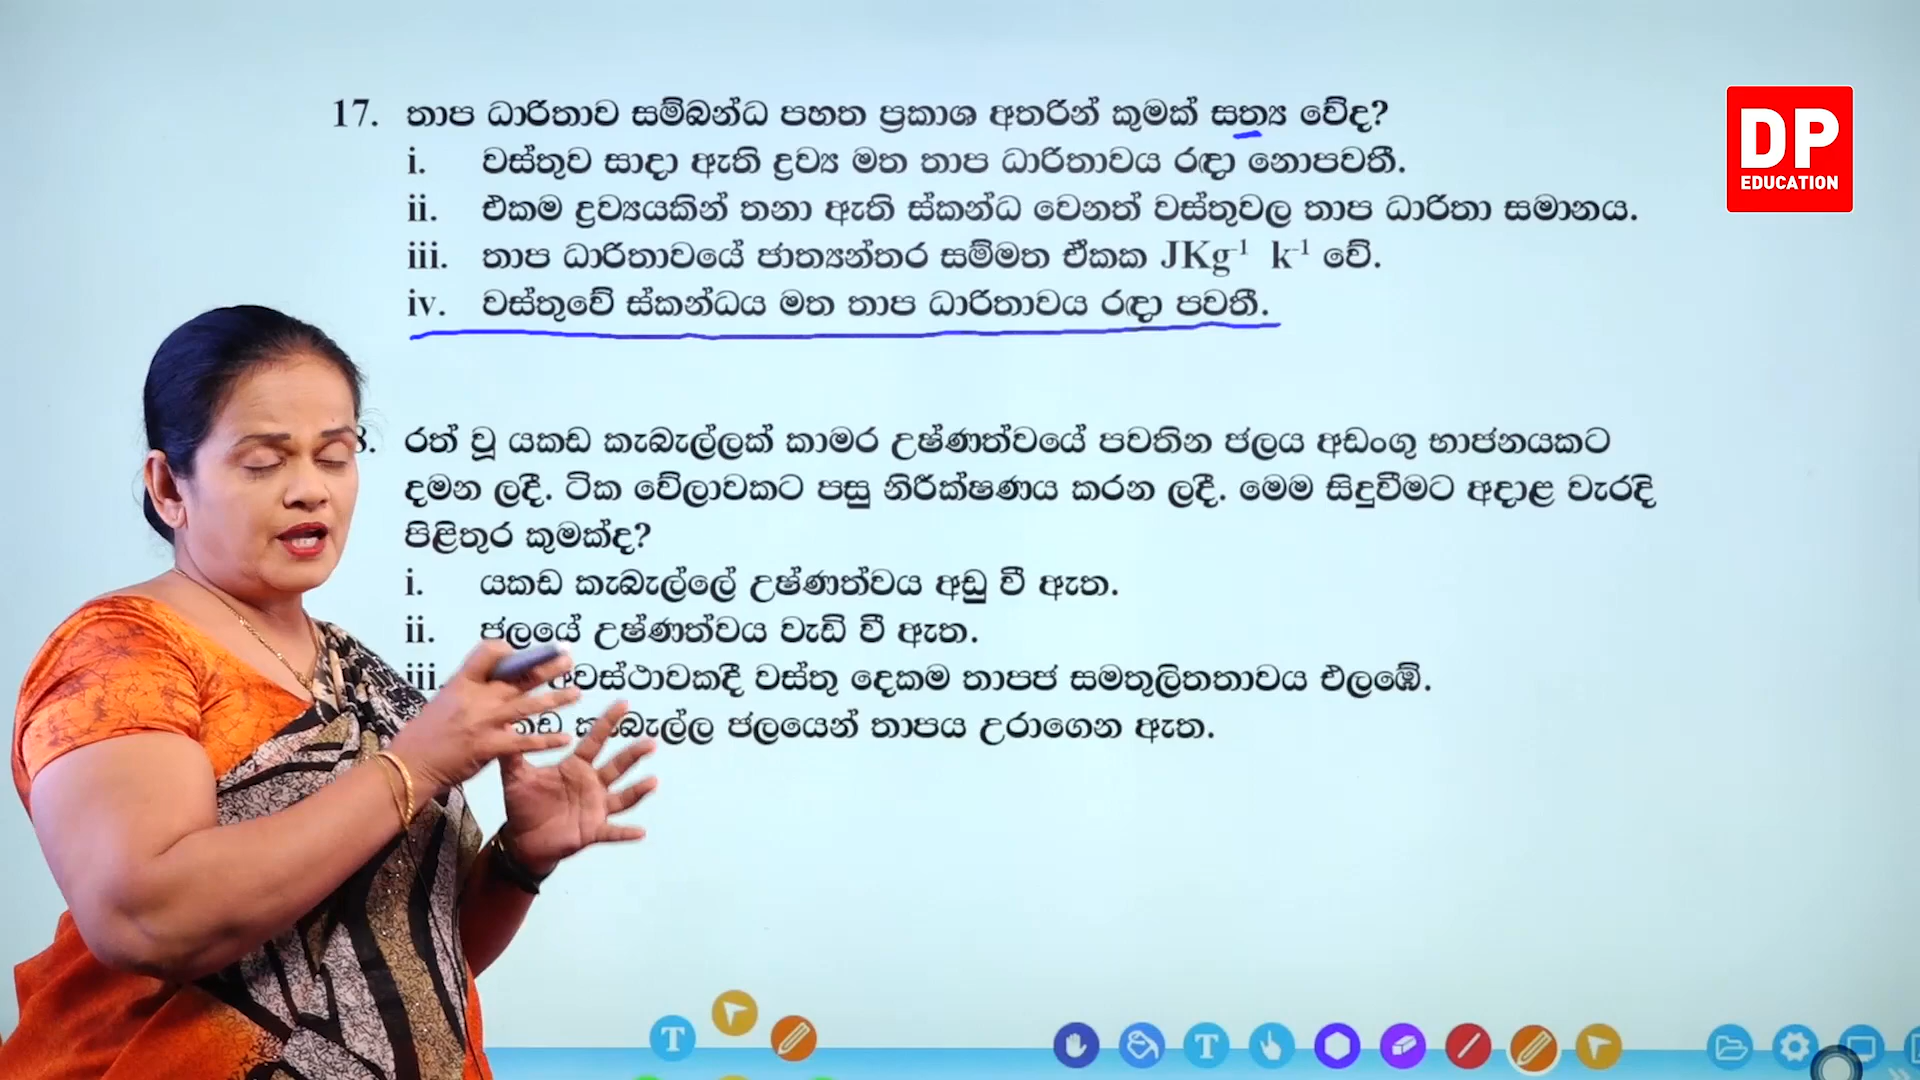 17. තාප ධාරිතාව සම්බන්ධ පහත ප්‍රකාශ අතරින් කුමක් සත්‍ය වේද?
i. වස්තුව සාදා ඇති ද්‍රව්‍ය මත තාප ධාරිතාවය රඳා නොපවතී.
ii. එකම ද්‍රව්‍යයකින් තනා ඇති ස්කන්ධ වෙනත් වස්තුවල තාප ධාරිතා සමානය.
iii. තාප ධාරිතාවයේ ජාත්‍යන්තර සම්මත ඒකක JKg⁻¹ k⁻¹ වේ.
iv. වස්තුවේ ස්කන්ධය මත තාප ධාරිතාවය රඳා පවතී.
8. රත් වූ යකඩ කැබැල්ලක් කාමර උෂ්ණත්වයේ පවතින ජලය අඩංගු භාජනයකට
දමන ලදී. ටික වේලාවකට පසු නිරීක්ෂණය කරන ලදී. මෙම සිදුවීමට අදාළ වැරදි
පිළිතුර කුමක්ද?
i. යකඩ කැබැල්ලේ උෂ්ණත්වය අඩු වී ඇත.
ii. ජලයේ උෂ්ණත්වය වැඩි වී ඇත.
iii. අවස්ථාවකදී වස්තු දෙකම තාපජ සමතුලිතතාවය එලඹේ.
කැබැල්ල ජලයෙන් තාපය උරාගෙන ඇත.
DP
EDUCATION